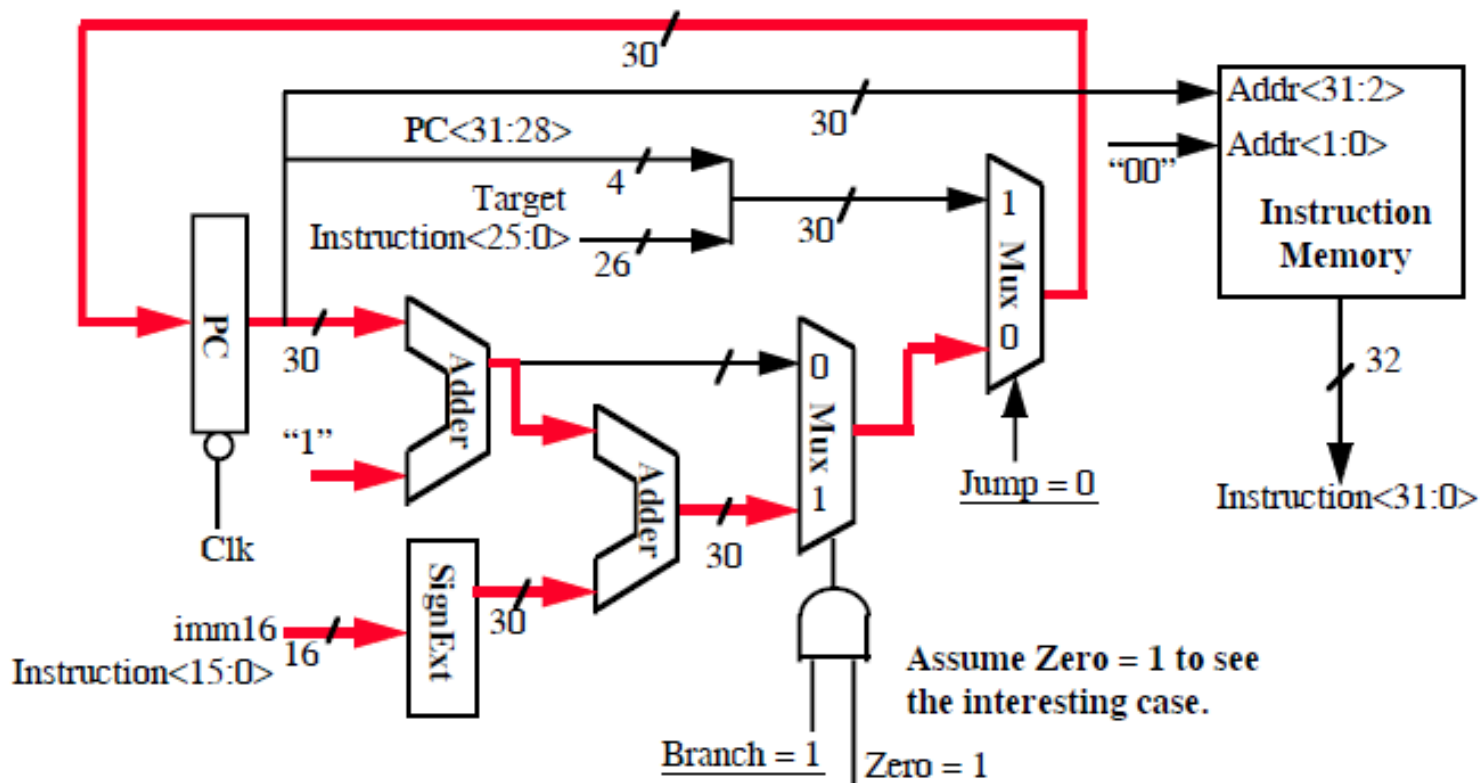 30
30
Addr<31:2>
PC<31:28>
4
“00”
Addr<1:0>
Target
Instruction<25:0>
26
30
1
Mux
0
Instruction
Memory
PC
30
Adder
0
Mux
1
32
“1”
Adder
30
Jump = 0
Instruction<31:0>
Clk
SignExt
30
imm16
16
Instruction<15:0>
Assume Zero = 1 to see
the interesting case.
Branch = 1
Zero = 1